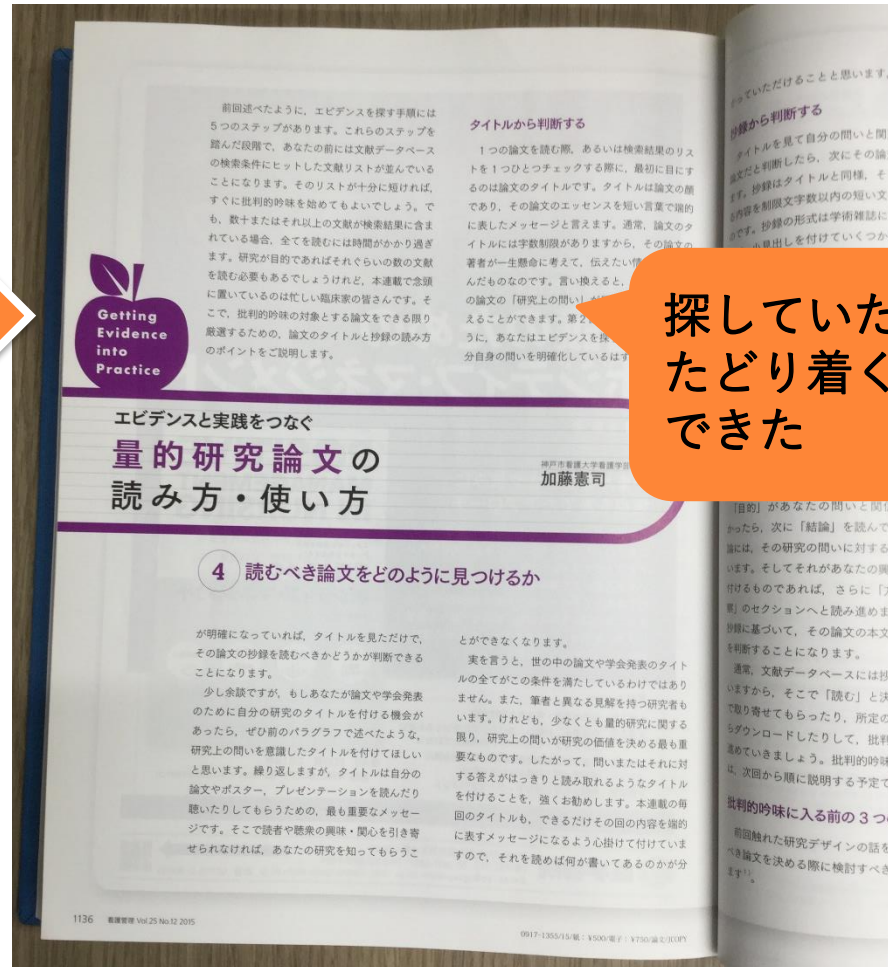 前回述べたように，エビデンスを探す手順には
5つのステップがあります。これらのステップを
踏んだ段階で，あなたの前には文献データベース
の検索条件にヒットした文献リストが並んでいる
ことになります。そのリストが十分に短ければ，
すぐに批判的吟味を始めてもよいでしょう。で
も，数十またはそれ以上の文献が検索結果に含ま
れている場合，全てを読むには時間がかかり過ぎ
ます。研究が目的であればそれぐらいの数の文献
を読む必要もあるでしょうけれど，本連載で念頭
に置いているのは忙しい臨床家の皆さんです。そ
こで，批判的吟味の対象とする論文をできる限り
厳選するための，論文のタイトルと抄録の読み方
のポイントをご説明します。
タイトルから判断する
1つの論文を読む際，あるいは検索結果のリス
トを1つひとつチェックする際に，最初に目にす
るのは論文のタイトルです。タイトルは論文の顔
であり，その論文のエッセンスを短い言葉で端的
に表したメッセージと言えます。通常，論文のタ
イトルには字数制限がありますから，その論文の
著者が一生懸命に考えて，伝えたい
んだものなのです。言い換えると，
の論文の「研究上の問い
えることができます。第2
うに，あなたはエビデンスを
分自身の問いを明確化しているは
Getting
Evidence
into
Practice
エビデンスと実践をつなぐ
量的研究論文の
読み方・使い方
神戸市看護大学看護学部
加藤憲司
4 読むべき論文をどのように見つけるか
が明確になっていれば，タイトルを見ただけで，
その論文の抄録を読むべきかどうかが判断できる
ことになります。
少し余談ですが，もしあなたが論文や学会発表
のために自分の研究のタイトルを付ける機会が
あったら，ぜひ前のパラグラフで述べたような，
研究上の問いを意識したタイトルを付けてほしい
と思います。繰り返しますが，タイトルは自分の
論文やポスター，プレゼンテーションを読んだり
聴いたりしてもらうための，最も重要なメッセー
ジです。そこで読者や聴衆の興味・関心を引き寄
せられなければ，あなたの研究を知ってもらうこ
とができなくなります。
実を言うと，世の中の論文や学会発表のタイト
ルの全てがこの条件を満たしているわけではあり
ません。また，筆者と異なる見解を持つ研究者も
います。けれども，少なくとも量的研究に関する
限り，研究上の問いが研究の価値を決める最も重
要なものです。したがって，問いまたはそれに対
する答えがはっきりと読み取れるようなタイトル
を付けることを，強くお勧めします。本連載の毎
回のタイトルも，できるだけその回の内容を端的
に表すメッセージになるよう心掛けて付けていま
すので，それを読めば何が書いてあるのかが分
1136 看護管理 Vol.25 No.12 2015
0917-1355/15/紙：¥500/電子：¥750/論文/JCOPY
っていただけることと思います。
抄録から判断する
タイトルを見て自分の問いと関
論文だと判断したら，次にその論
ます。抄録はタイトルと同様，そ
る内容を制限文字数以内の短い文
のです。抄録の形式は学術雑誌に
小見出しを付けていくつか
探していた
たどり着く
できた
「目的」があなたの問いと関
かったら，次に「結論」を読んで
論には，その研究の問いに対する
います。そしてそれがあなたの興
付けるものであれば，さらに「
」のセクションへと読み進めま
抄録に基づいて，その論文の本文
を判断することになります。
通常，文献データベースには抄
いますから，そこで「読む」と決
で取り寄せてもらったり，所定の
らダウンロードしたりして，批判
進めていきましょう。批判的吟味
は，次回から順に説明する予定で
批判的吟味に入る前の3つ
前回触れた研究デザインの話を
べき論文を決める際に検討すべき
ます1)。